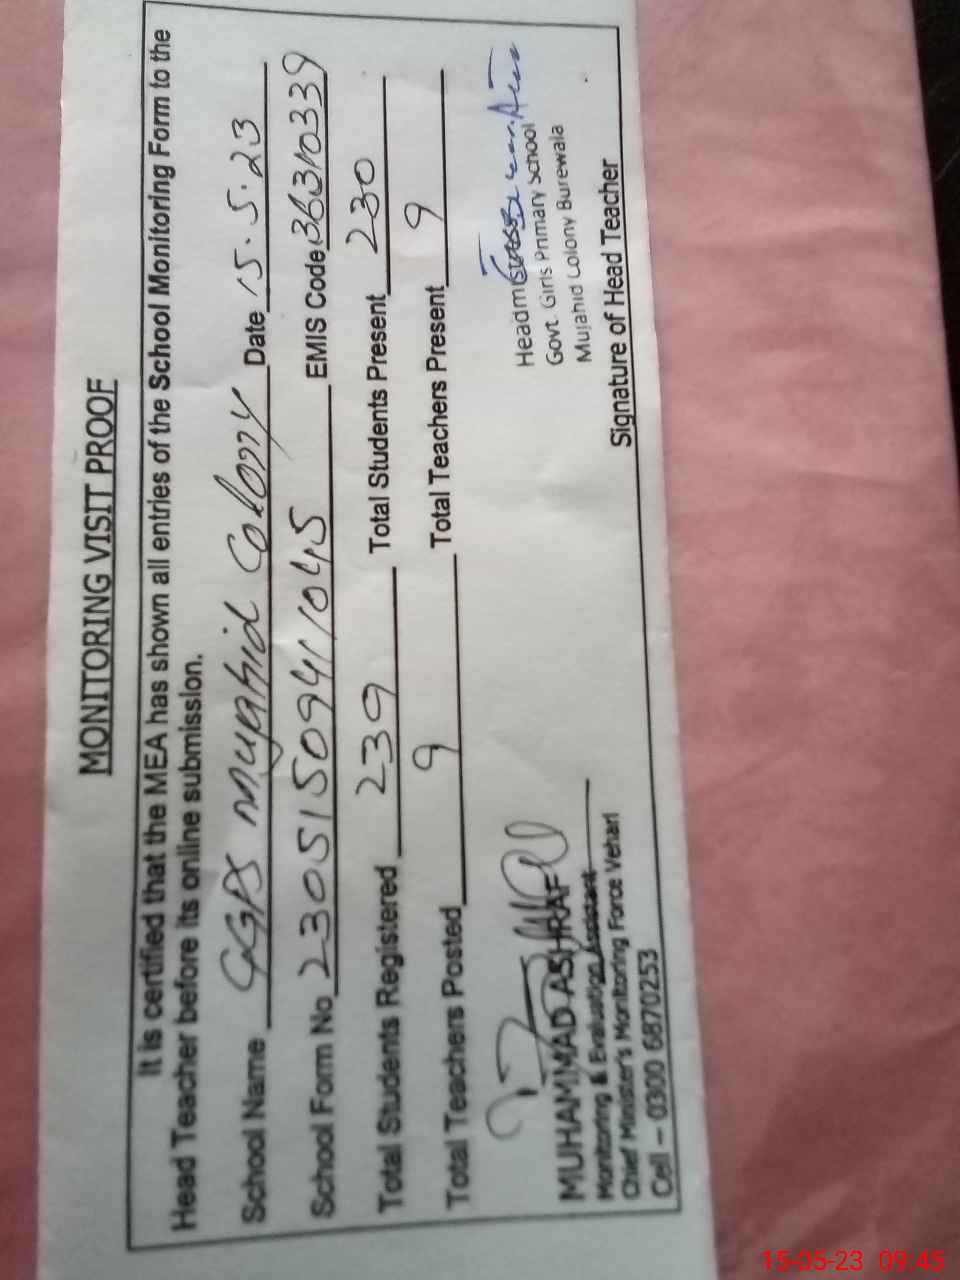 MONITORING VISIT PROOF
It is certified that the MEA has shown all entries of the School Monitoring Form to the
Head Teacher before its online submission.
School Name GGPS Mujahid Colony Date 15.5.23
School Form No 230515094111045 EMIS Code 36310339
Total Students Registered 239 Total Students Present 230
Total Teachers Posted 9 Total Teachers Present 9
MUHAMMAD ASHRAF
Monitoring & Evaluation Assistant
Chief Minister's Monitoring Force Vehari
Cell – 0300 6870253
Govt. Girls Primary School
Mujahid Colony Burewala
Signature of Head Teacher
15-05-23 09:45